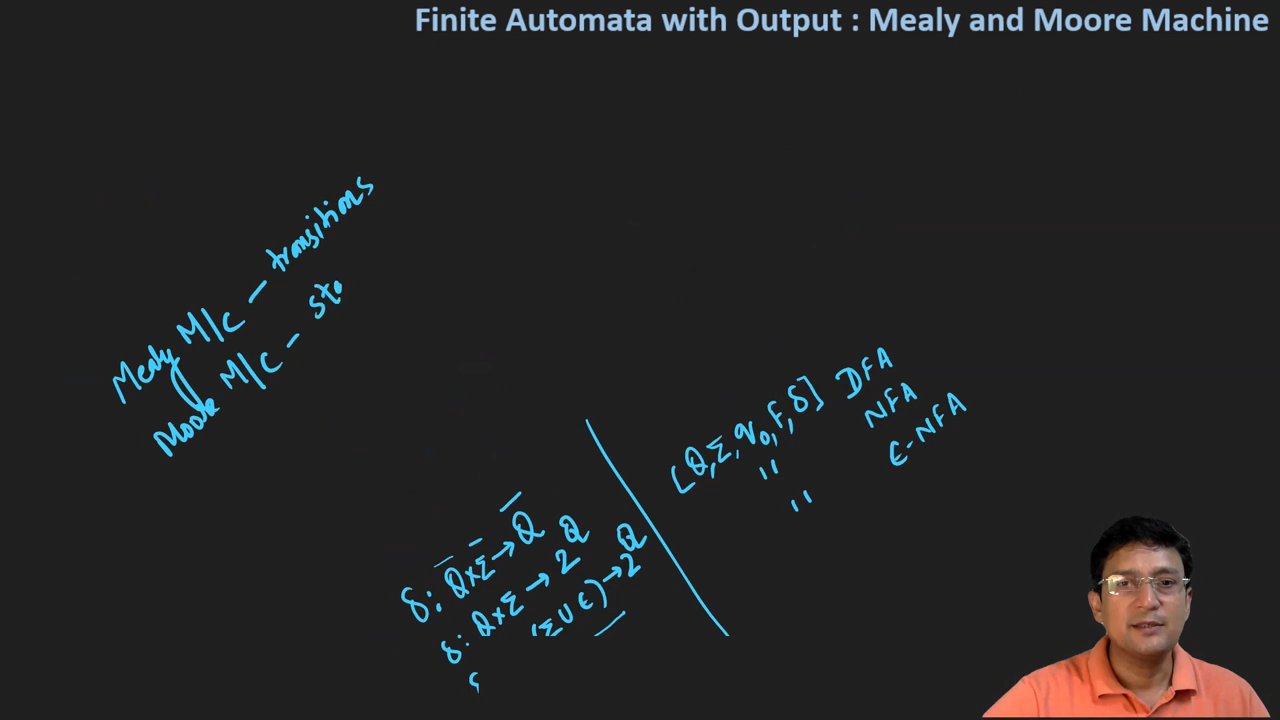 Finite Automata with Output : Mealy and Moore Machine
Mealy M/C - transitions
Moore M/C - sta
[Q, Σ, q0, F, δ] DFA
" NFA
" ε-NFA
δ: Q×Σ→Q
δ: Q×Σ→2^Q
(Σ∪ε)→2^Q